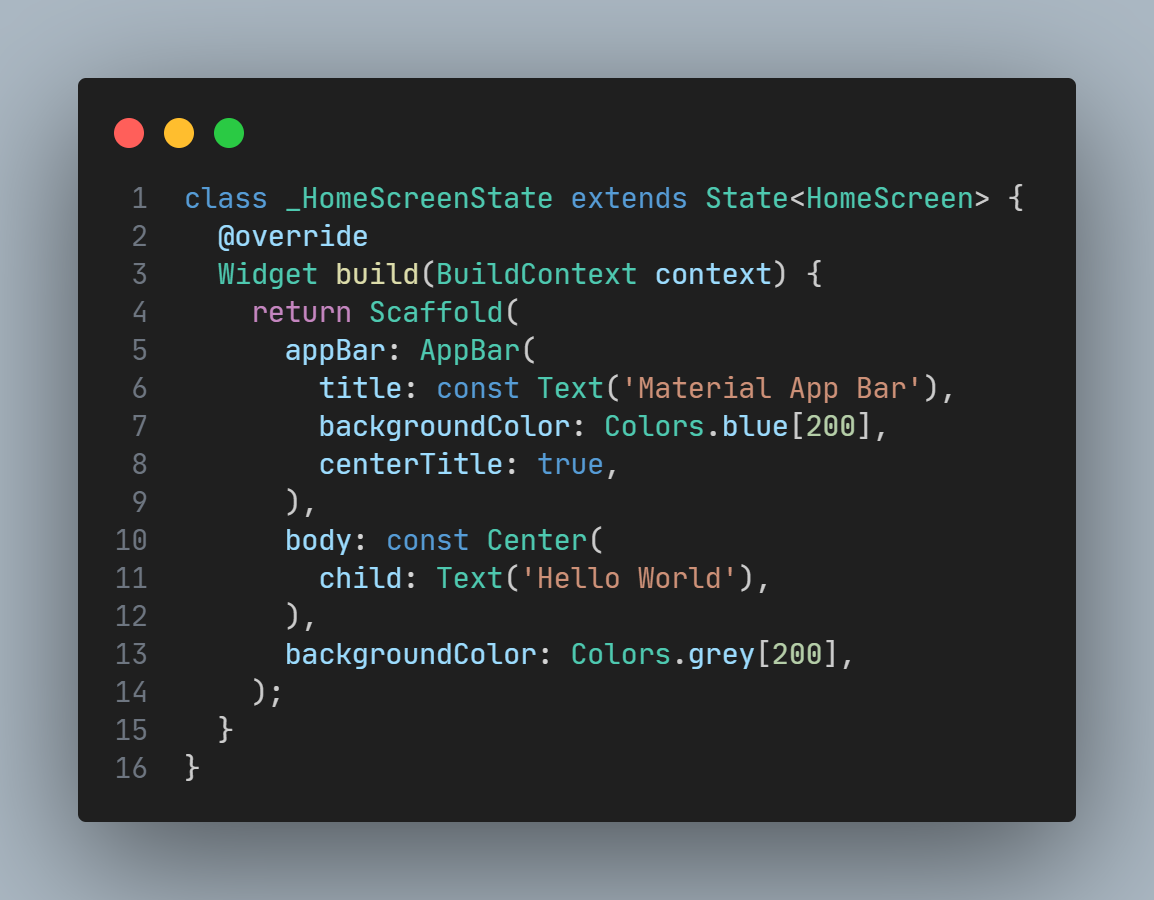 1 class _HomeScreenState extends State<HomeScreen> {
2   @override
3   Widget build(BuildContext context) {
4     return Scaffold(
5       appBar: AppBar(
6         title: const Text('Material App Bar'),
7         backgroundColor: Colors.blue[200],
8         centerTitle: true,
9       ),
10       body: const Center(
11         child: Text('Hello World'),
12       ),
13       backgroundColor: Colors.grey[200],
14     );
15   }
16 }